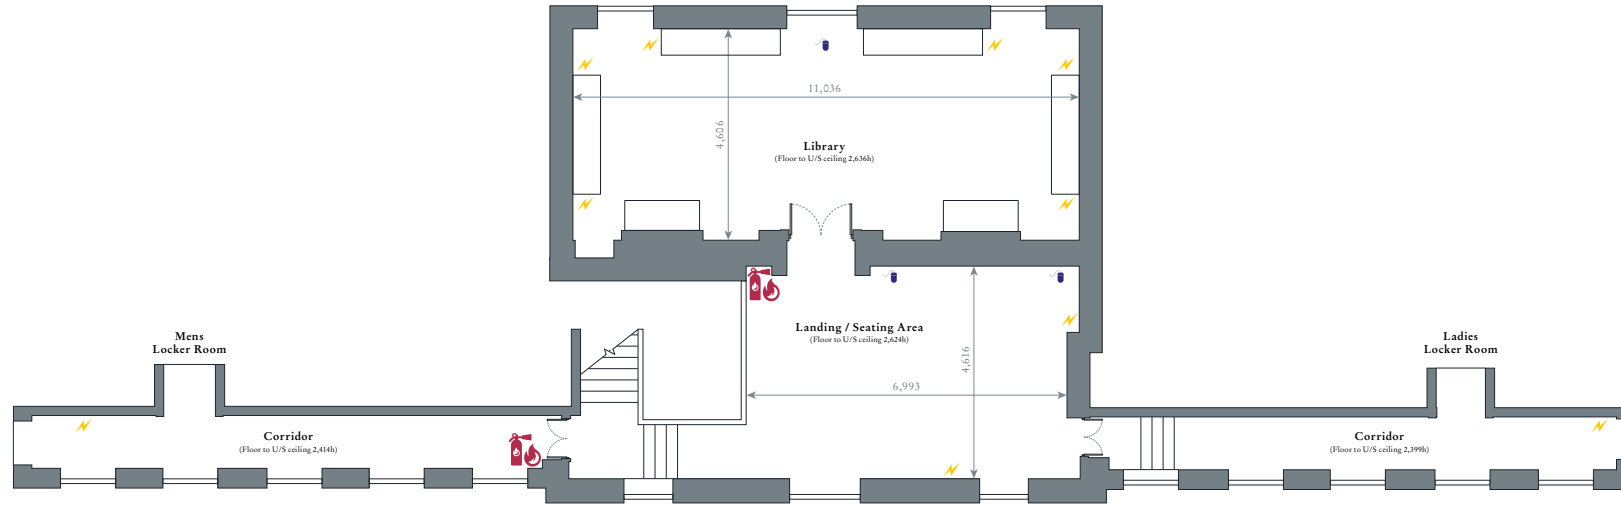 11,036
4,606
Library
(Floor to U/S ceiling 2,636h)
Landing / Seating Area
(Floor to U/S ceiling 2,624h)
4,616
6,993
Mens
Locker Room
Ladies
Locker Room
Corridor
(Floor to U/S ceiling 2,414h)
Corridor
(Floor to U/S ceiling 2,399h)